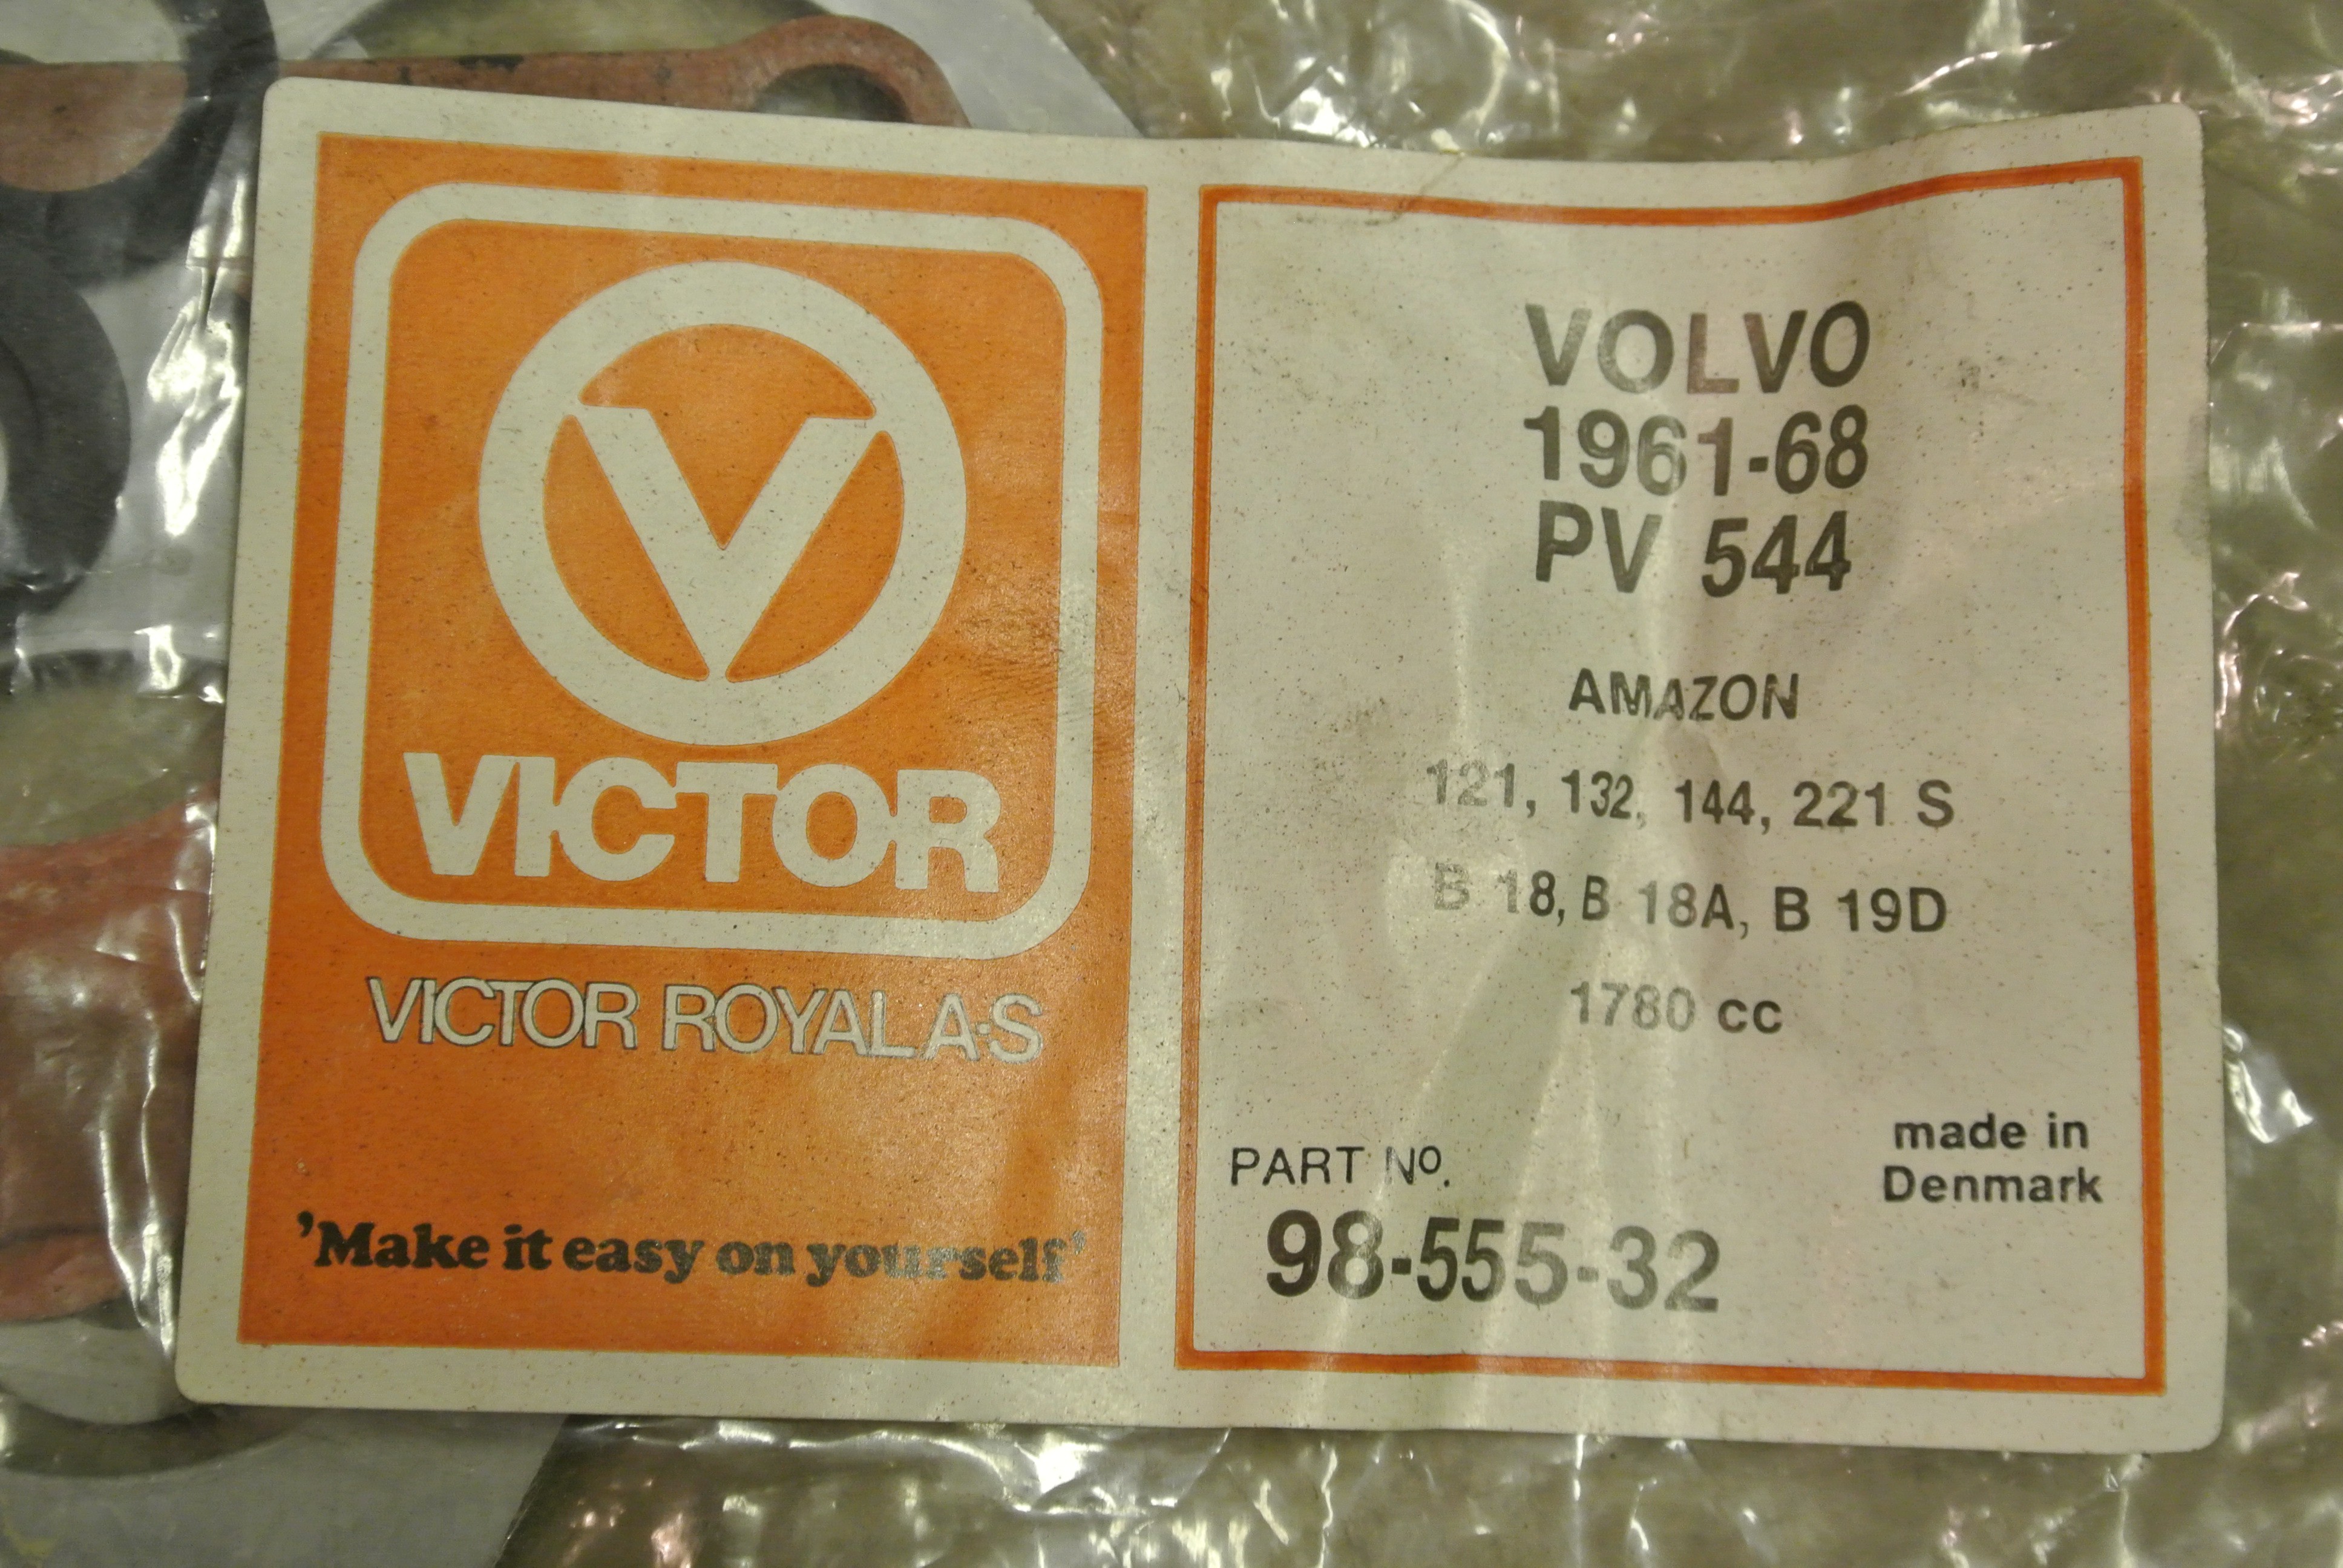 V
VICTOR
VICTOR ROYAL A·S
'Make it easy on yourself'
VOLVO
1961-68
PV 544
AMAZON
121, 132, 144, 221 S
B 18, B 18A, B 19D
1780 cc
PART Nº.
98-555-32
made in
Denmark